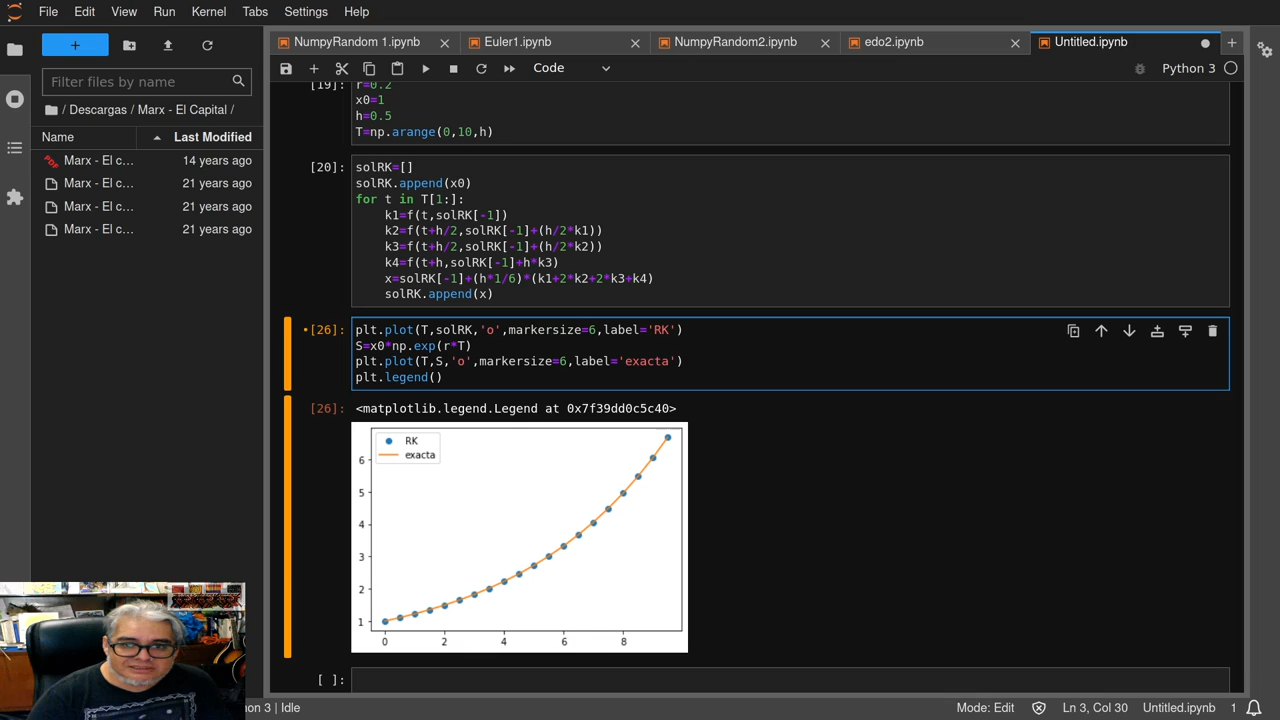 File Edit View Run Kernel Tabs Settings Help
NumpyRandom 1.ipynb Euler1.ipynb NumpyRandom2.ipynb edo2.ipynb Untitled.ipynb
Code Python 3
Filter files by name
/ Descargas / Marx - El Capital /
Name Last Modified
Marx - El c... 14 years ago
Marx - El c... 21 years ago
Marx - El c... 21 years ago
Marx - El c... 21 years ago
[19]: r=0.2
x0=1
h=0.5
T=np.arange(0,10,h)
[20]: solRK=[]
solRK.append(x0)
for t in T[1:]:
k1=f(t,solRK[-1])
k2=f(t+h/2,solRK[-1]+(h/2*k1))
k3=f(t+h/2,solRK[-1]+(h/2*k2))
k4=f(t+h,solRK[-1]+h*k3)
x=solRK[-1]+(h*1/6)*(k1+2*k2+2*k3+k4)
solRK.append(x)
•[26]: plt.plot(T,solRK,'o',markersize=6,label='RK')
S=x0*np.exp(r*T)
plt.plot(T,S,'o',markersize=6,label='exacta')
plt.legend()
[26]: <matplotlib.legend.Legend at 0x7f39dd0c5c40>
RK
exacta
6
5
4
3
2
1
0 2 4 6 8
[ ]:
on 3 | Idle Mode: Edit Ln 3, Col 30 Untitled.ipynb 1